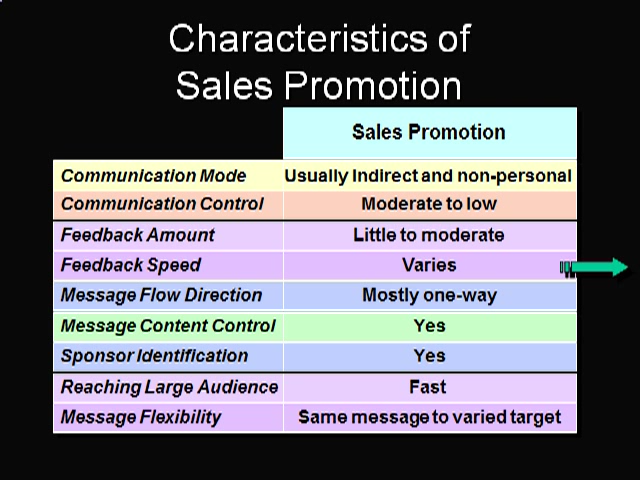 Characteristics of
Sales Promotion
Sales Promotion
Communication Mode Usually Indirect and non-personal
Communication Control Moderate to low
Feedback Amount Little to moderate
Feedback Speed Varies
Message Flow Direction Mostly one-way
Message Content Control Yes
Sponsor Identification Yes
Reaching Large Audience Fast
Message Flexibility Same message to varied target